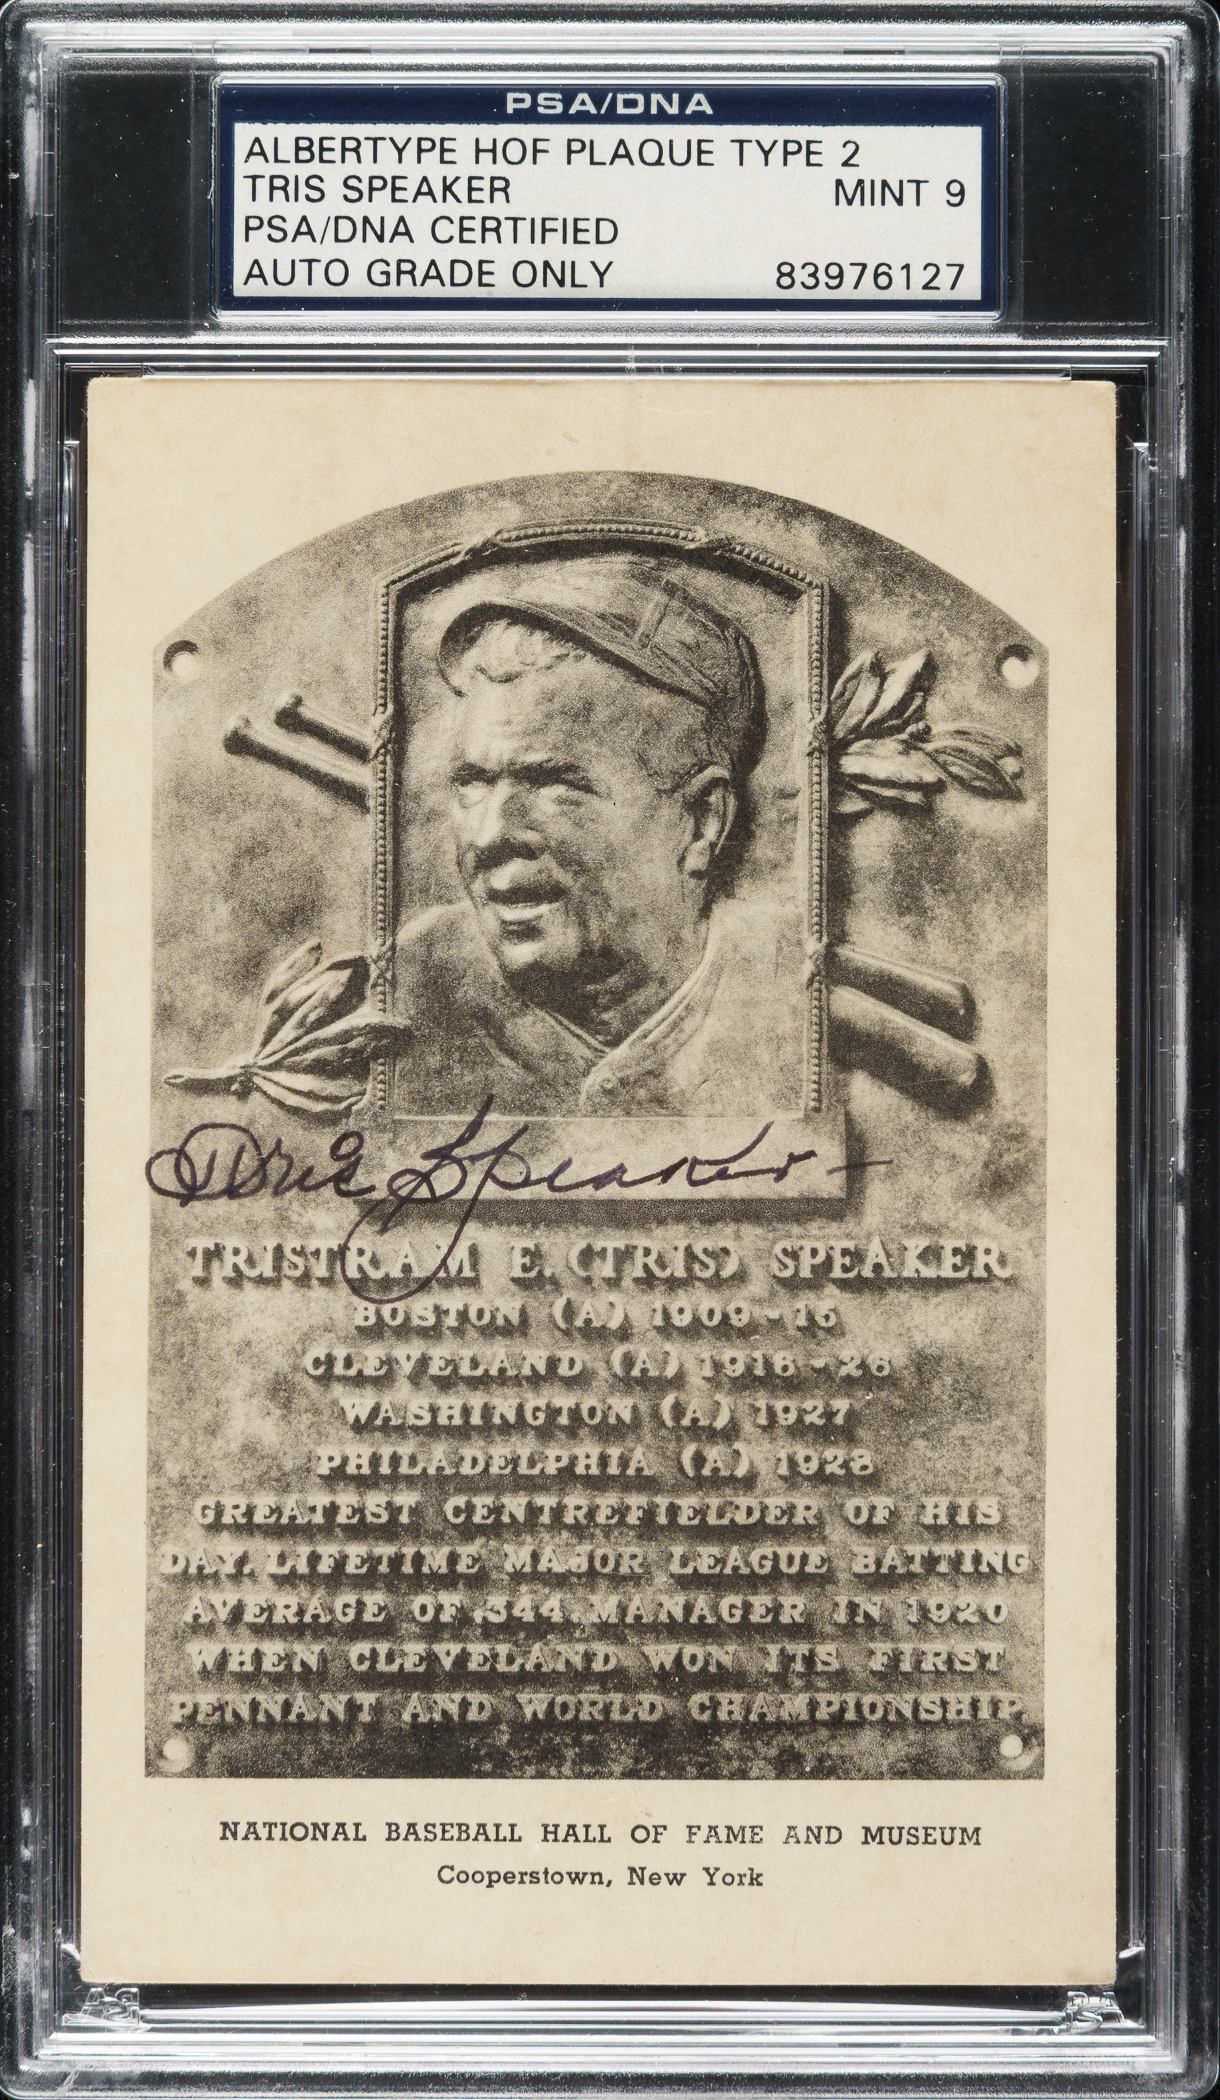 PSA/DNA
ALBERTYPE HOF PLAQUE TYPE 2
TRIS SPEAKER MINT 9
PSA/DNA CERTIFIED
AUTO GRADE ONLY 83976127
Tris Speaker
TRISTRAM E. (TRIS) SPEAKER
BOSTON (A) 1909-15
CLEVELAND (A) 1916-26
WASHINGTON (A) 1927
PHILADELPHIA (A) 1928
GREATEST CENTREFIELDER OF HIS
DAY. LIFETIME MAJOR LEAGUE BATTING
AVERAGE OF .344. MANAGER IN 1920
WHEN CLEVELAND WON ITS FIRST
PENNANT AND WORLD CHAMPIONSHIP.
NATIONAL BASEBALL HALL OF FAME AND MUSEUM
Cooperstown, New York
PSA PSA